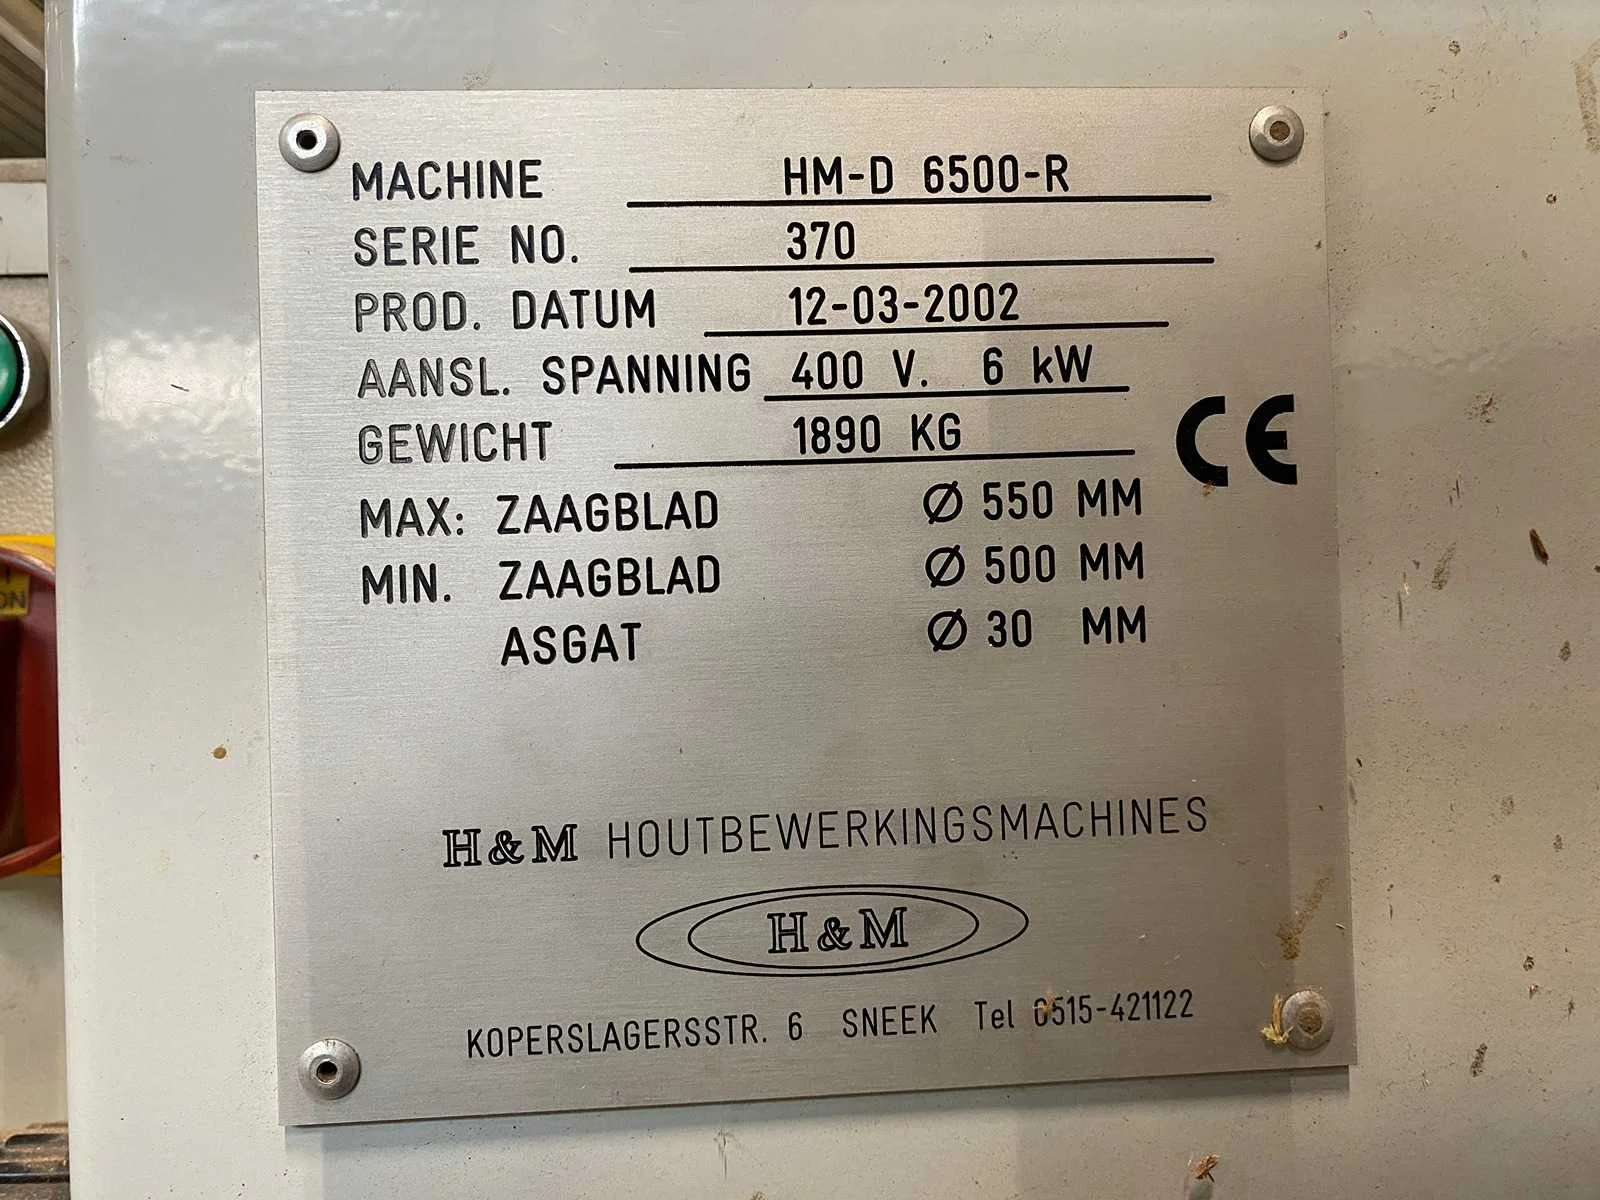 MACHINE HM-D 6500-R
SERIE NO. 370
PROD. DATUM 12-03-2002
AANSL. SPANNING 400 V. 6 kW
GEWICHT 1890 KG
CE
MAX: ZAAGBLAD Ø 550 MM
MIN. ZAAGBLAD Ø 500 MM
ASGAT Ø 30 MM
H&M HOUTBEWERKINGSMACHINES
H&M
KOPERSLAGERSSTR. 6 SNEEK Tel 0515-421122